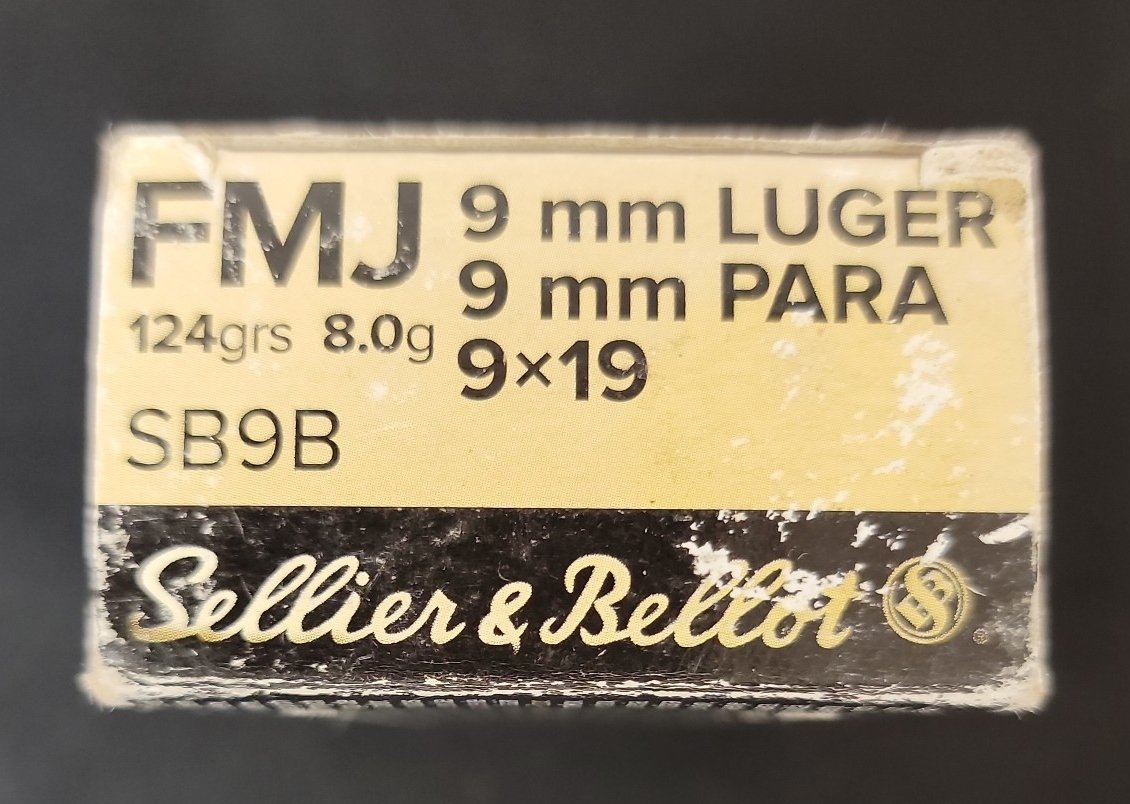 FMJ
124grs 8.0g
SB9B
9 mm LUGER
9 mm PARA
9×19
Sellier & Bellot